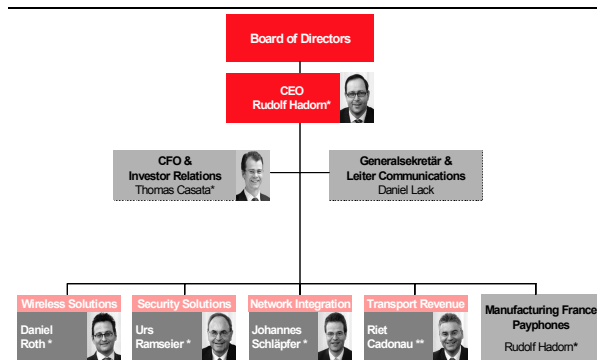 Board of Directors
CEO
Rudolf Hadorn*
CFO &
Investor Relations
Thomas Casata*
Generalsekretär &
Leiter Communications
Daniel Lack
Wireless Solutions
Daniel
Roth *
Security Solutions
Urs
Ramseier *
Network Integration
Johannes
Schläpfer *
Transport Revenue
Riet
Cadonau **
Manufacturing France
Payphones
Rudolf Hadorn*